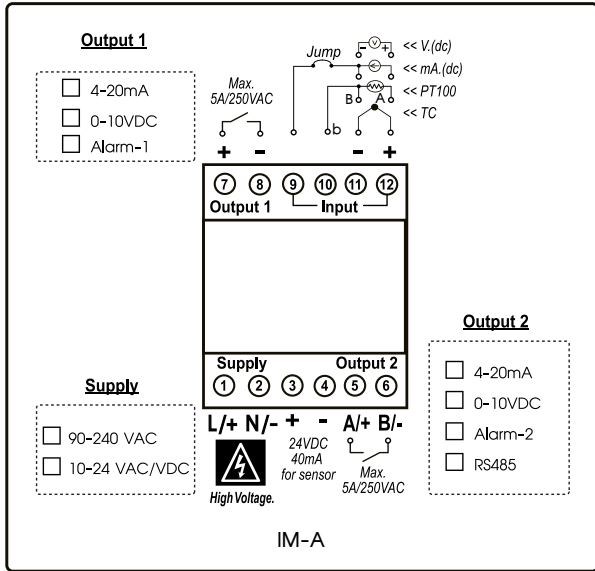 Output 1
4-20mA
0-10VDC
Alarm-1
Max.
5A/250VAC
Jump
- V +
<< V.(dc)
<< mA.(dc)
B A << PT100
b << TC
+ - - +
7 8 9 10 11 12
Output 1 Input
Supply Output 2
1 2 3 4 5 6
L/+ N/- + - A/+ B/-
High Voltage.
24VDC
40mA
for sensor
Max.
5A/250VAC
Supply
90-240 VAC
10-24 VAC/VDC
Output 2
4-20mA
0-10VDC
Alarm-2
RS485
IM-A